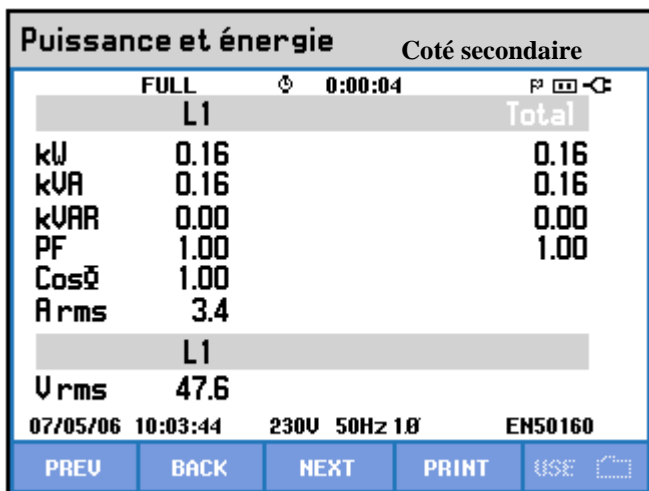 Puissance et énergie Coté secondaire
FULL 0:00:04
L1 Total
kW 0.16 0.16
kVA 0.16 0.16
kVAR 0.00 0.00
PF 1.00 1.00
CosΦ 1.00
A rms 3.4
L1
V rms 47.6
07/05/06 10:03:44 230V 50Hz 1.Ø EN50160
PREV BACK NEXT PRINT USE